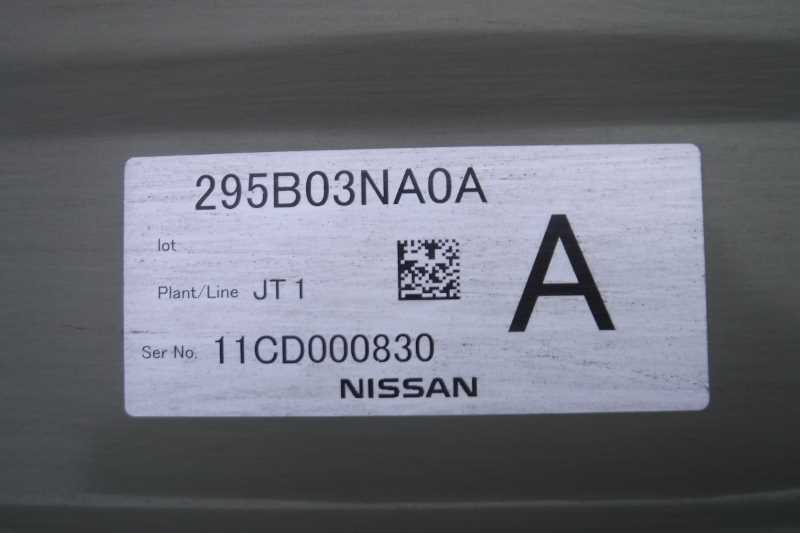 295B03NA0A
lot
A
Plant/Line JT 1
Ser No. 11CD000830
NISSAN